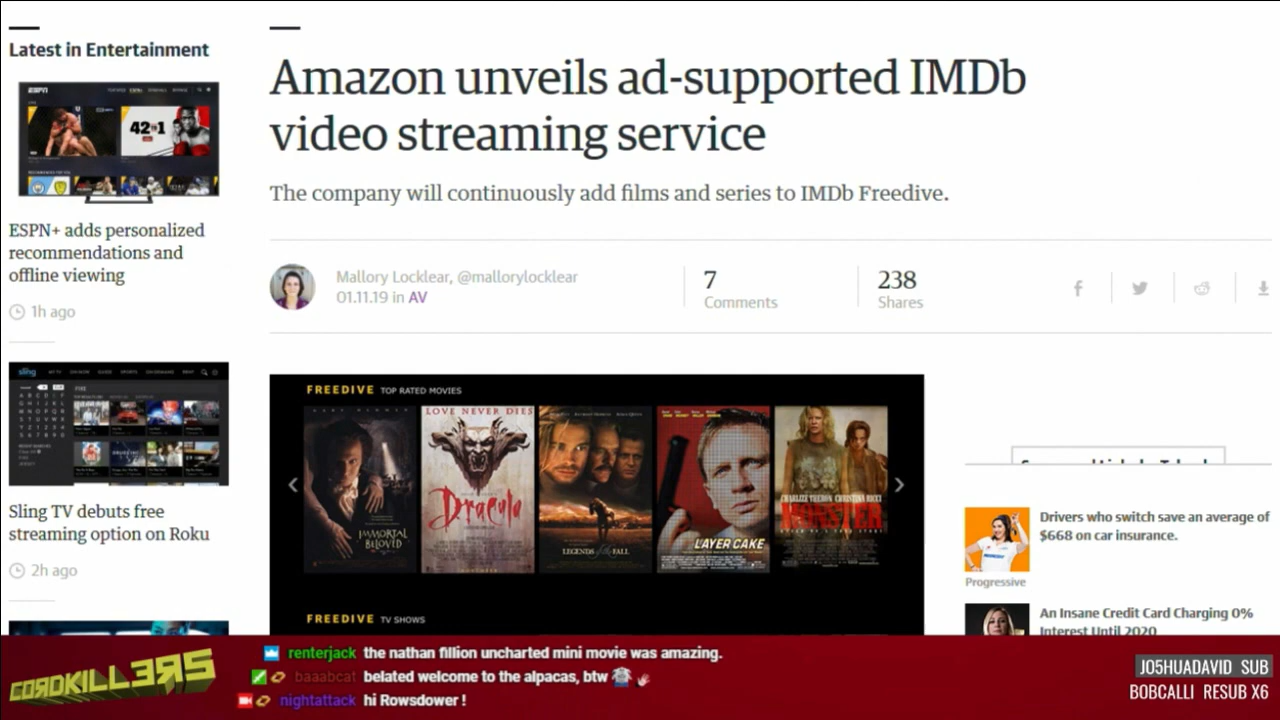 Latest in Entertainment
ESPN+ adds personalized
recommendations and
offline viewing
1h ago
Sling TV debuts free
streaming option on Roku
2h ago
Amazon unveils ad-supported IMDb
video streaming service
The company will continuously add films and series to IMDb Freedive.
Mallory Locklear, @mallorylocklear
01.11.19 in AV
7
Comments
238
Shares
FREEDIVE TOP RATED MOVIES
IMMORTAL
BELOVED
LOVE NEVER DIES
Dracula
NOVEMBER
LEGENDS of the FALL
LAYER CAKE
CHARLIZE THERON CHRISTINA RICCI
MONSTER
FREEDIVE TV SHOWS
Drivers who switch save an average of
$668 on car insurance.
Progressive
An Insane Credit Card Charging 0%
Interest Until 2020
CORDKILL3RS
renterjack the nathan fillion uncharted mini movie was amazing.
baaabcat belated welcome to the alpacas, btw
nightattack hi Rowsdower !
JO5HUADAVID SUB
BOBCALLI RESUB X6